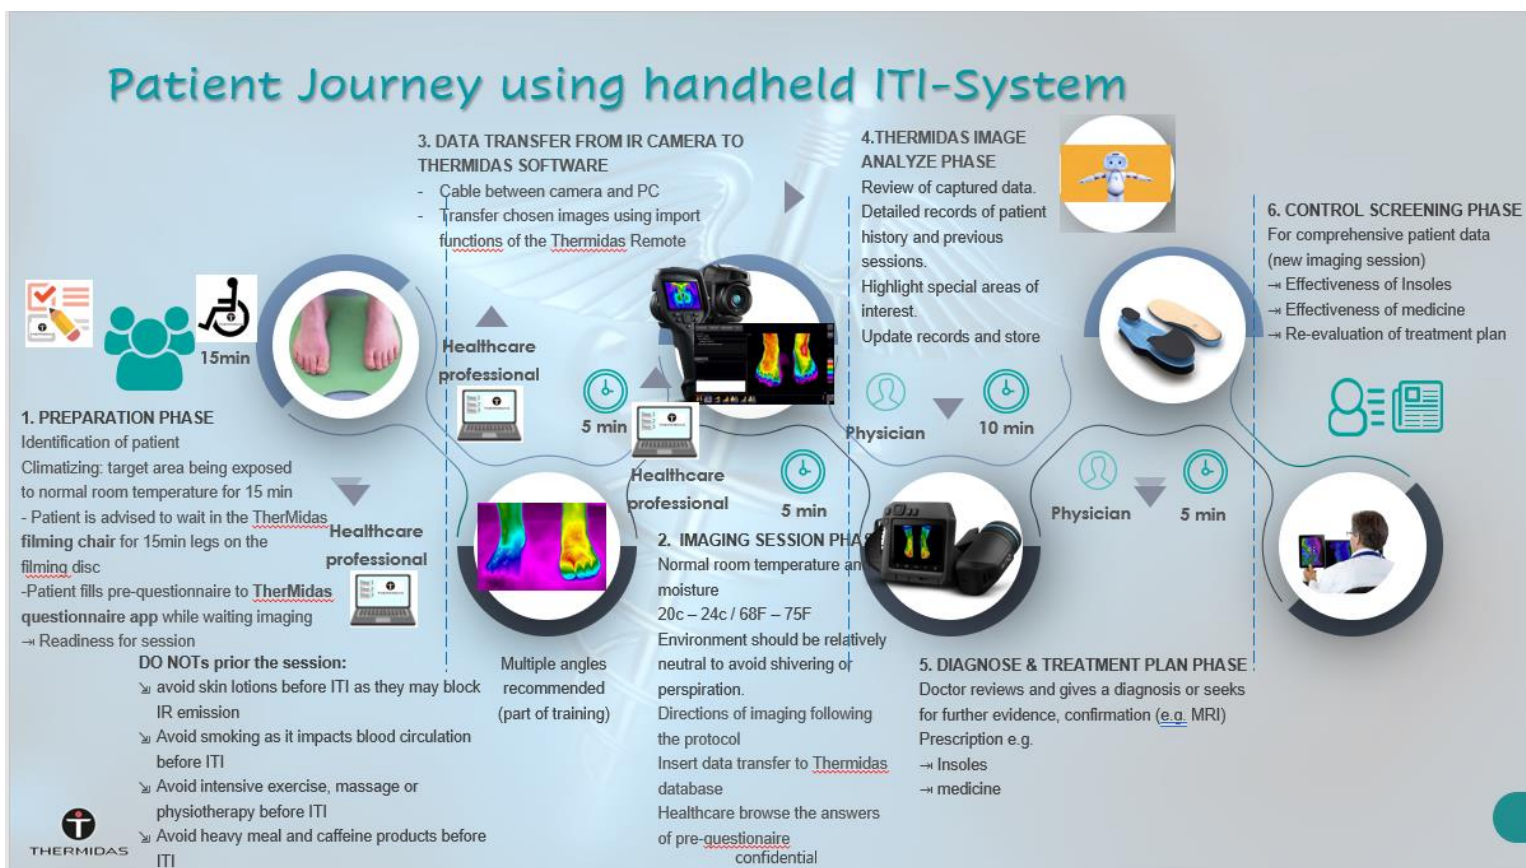 Patient Journey using handheld ITI-System
15min
1. PREPARATION PHASE
Identification of patient
Climatizing: target area being exposed
to normal room temperature for 15 min
- Patient is advised to wait in the TherMidas
filming chair for 15min legs on the
filming disc
-Patient fills pre-questionnaire to TherMidas
questionnaire app while waiting imaging
⇥ Readiness for session
Healthcare
professional
DO NOTs prior the session:
⇲ avoid skin lotions before ITI as they may block
IR emission
⇲ Avoid smoking as it impacts blood circulation
before ITI
⇲ Avoid intensive exercise, massage or
physiotherapy before ITI
⇲ Avoid heavy meal and caffeine products before
ITI
3. DATA TRANSFER FROM IR CAMERA TO
THERMIDAS SOFTWARE
- Cable between camera and PC
- Transfer chosen images using import
functions of the Thermidas Remote
Healthcare
professional
THERMIDAS
5 min
Multiple angles
recommended
(part of training)
THERMIDAS
Healthcare
professional
5 min
2. IMAGING SESSION PHAS
Normal room temperature an
moisture
20c – 24c / 68F – 75F
Environment should be relatively
neutral to avoid shivering or
perspiration.
Directions of imaging following
the protocol
Insert data transfer to Thermidas
database
Healthcare browse the answers
of pre-questionaire
4.THERMIDAS IMAGE
ANALYZE PHASE
Review of captured data.
Detailed records of patient
history and previous
sessions.
Highlight special areas of
interest.
Update records and store
Physician
10 min
5. DIAGNOSE & TREATMENT PLAN PHASE
Doctor reviews and gives a diagnosis or seeks
for further evidence, confirmation (e.g. MRI)
Prescription e.g.
⇥ Insoles
⇥ medicine
Physician
5 min
6. CONTROL SCREENING PHASE
For comprehensive patient data
(new imaging session)
⇥ Effectiveness of Insoles
⇥ Effectiveness of medicine
⇥ Re-evaluation of treatment plan
THERMIDAS
confidential